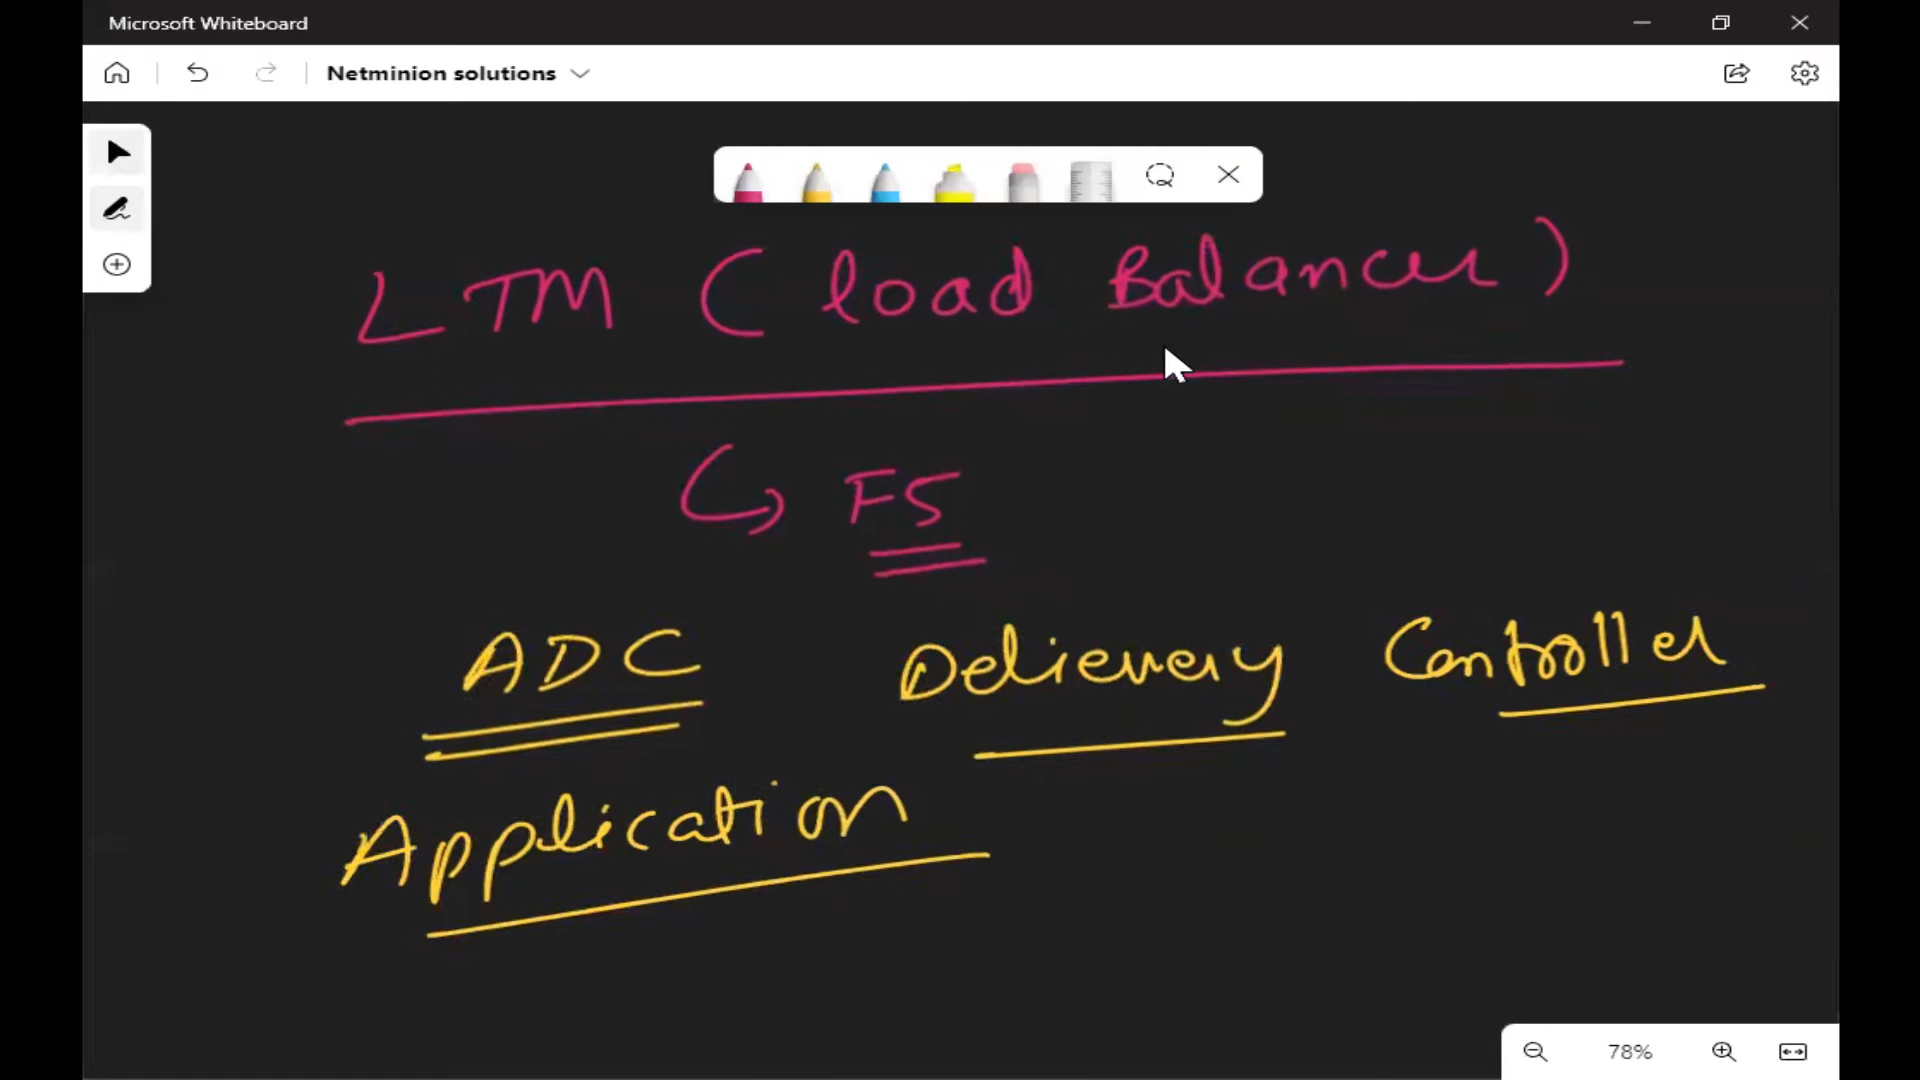 Microsoft Whiteboard
Netminion solutions
LTM (load Balancer)
F5
ADC Delievery Controller
Application
78%